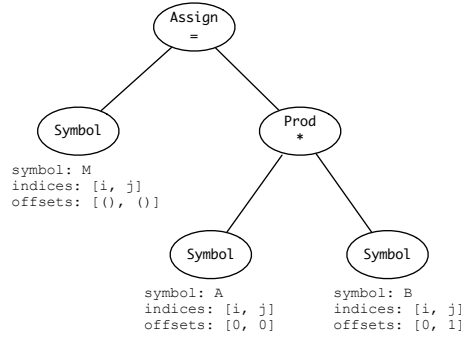 Assign
=
Symbol
Prod
*
symbol: M
indices: [i, j]
offsets: [(), ()]
Symbol
Symbol
symbol: A
indices: [i, j]
offsets: [0, 0]
symbol: B
indices: [i, j]
offsets: [0, 1]